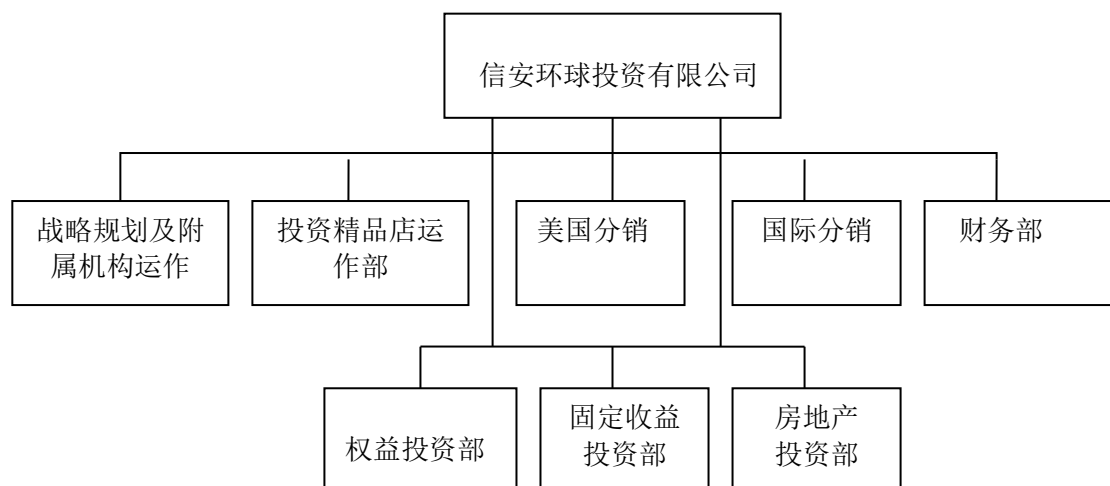 信安环球投资有限公司
战略规划及附
属机构运作
投资精品店运
作部
美国分销
国际分销
财务部
权益投资部
固定收益
投资部
房地产
投资部